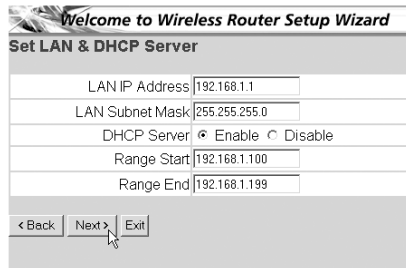 Welcome to Wireless Router Setup Wizard
Set LAN & DHCP Server
LAN IP Address 192.168.1.1
LAN Subnet Mask 255.255.255.0
DHCP Server Enable Disable
Range Start 192.168.1.100
Range End 192.168.1.199
< Back Next > Exit